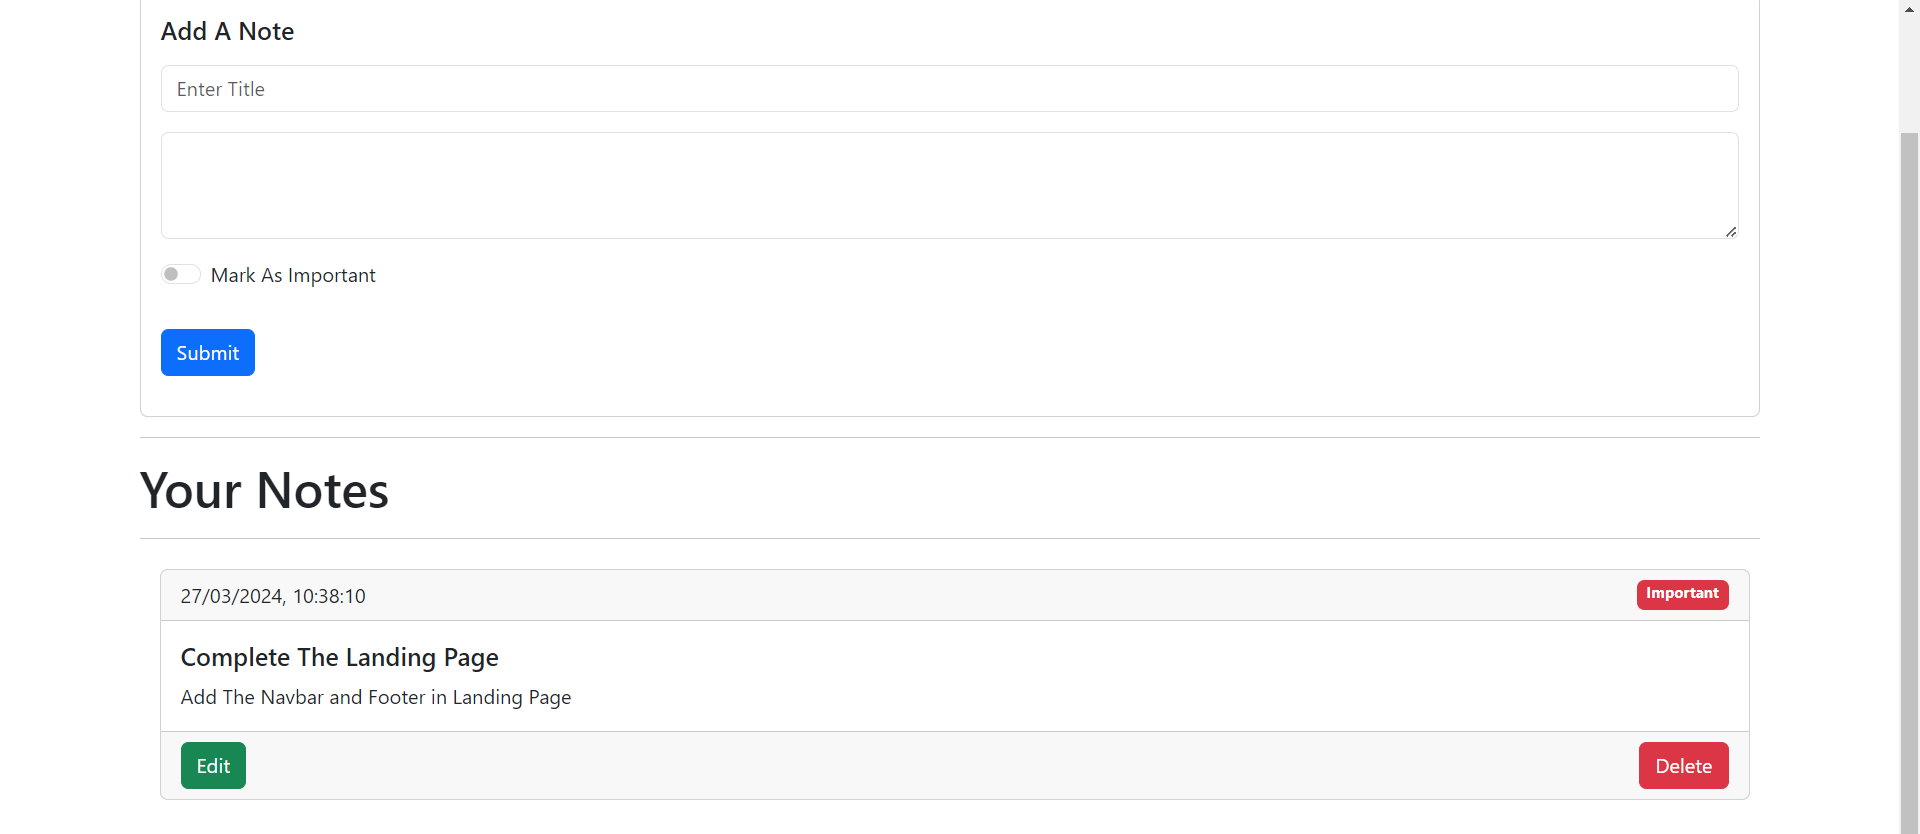 Add A Note
Enter Title
Mark As Important
Submit
Your Notes
27/03/2024, 10:38:10
Important
Complete The Landing Page
Add The Navbar and Footer in Landing Page
Edit
Delete